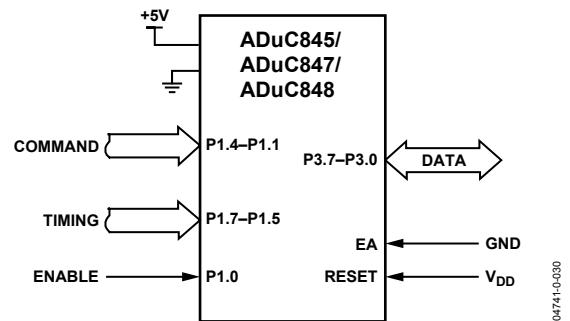 +5V
ADuC845/
ADuC847/
ADuC848
COMMAND
P1.4–P1.1
P3.7–P3.0
DATA
TIMING
P1.7–P1.5
EA
GND
ENABLE
P1.0
RESET
VDD
04741-0-030